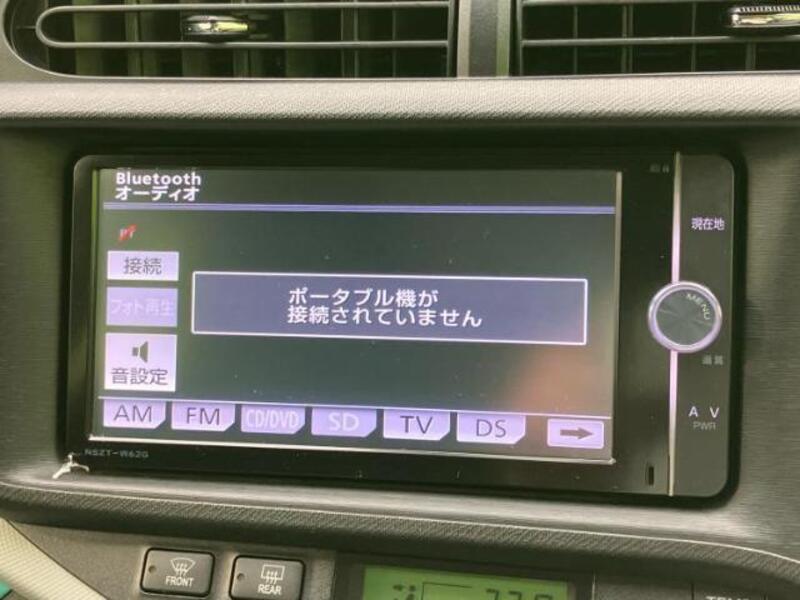 Bluetooth
オーディオ
接続
フォト再生
音設定
ポータブル機が
接続されていません
AM FM CD/DVD SD TV DS
現在地
MENU
画質
A V
PWR
NSZT-W62G
FRONT
REAR